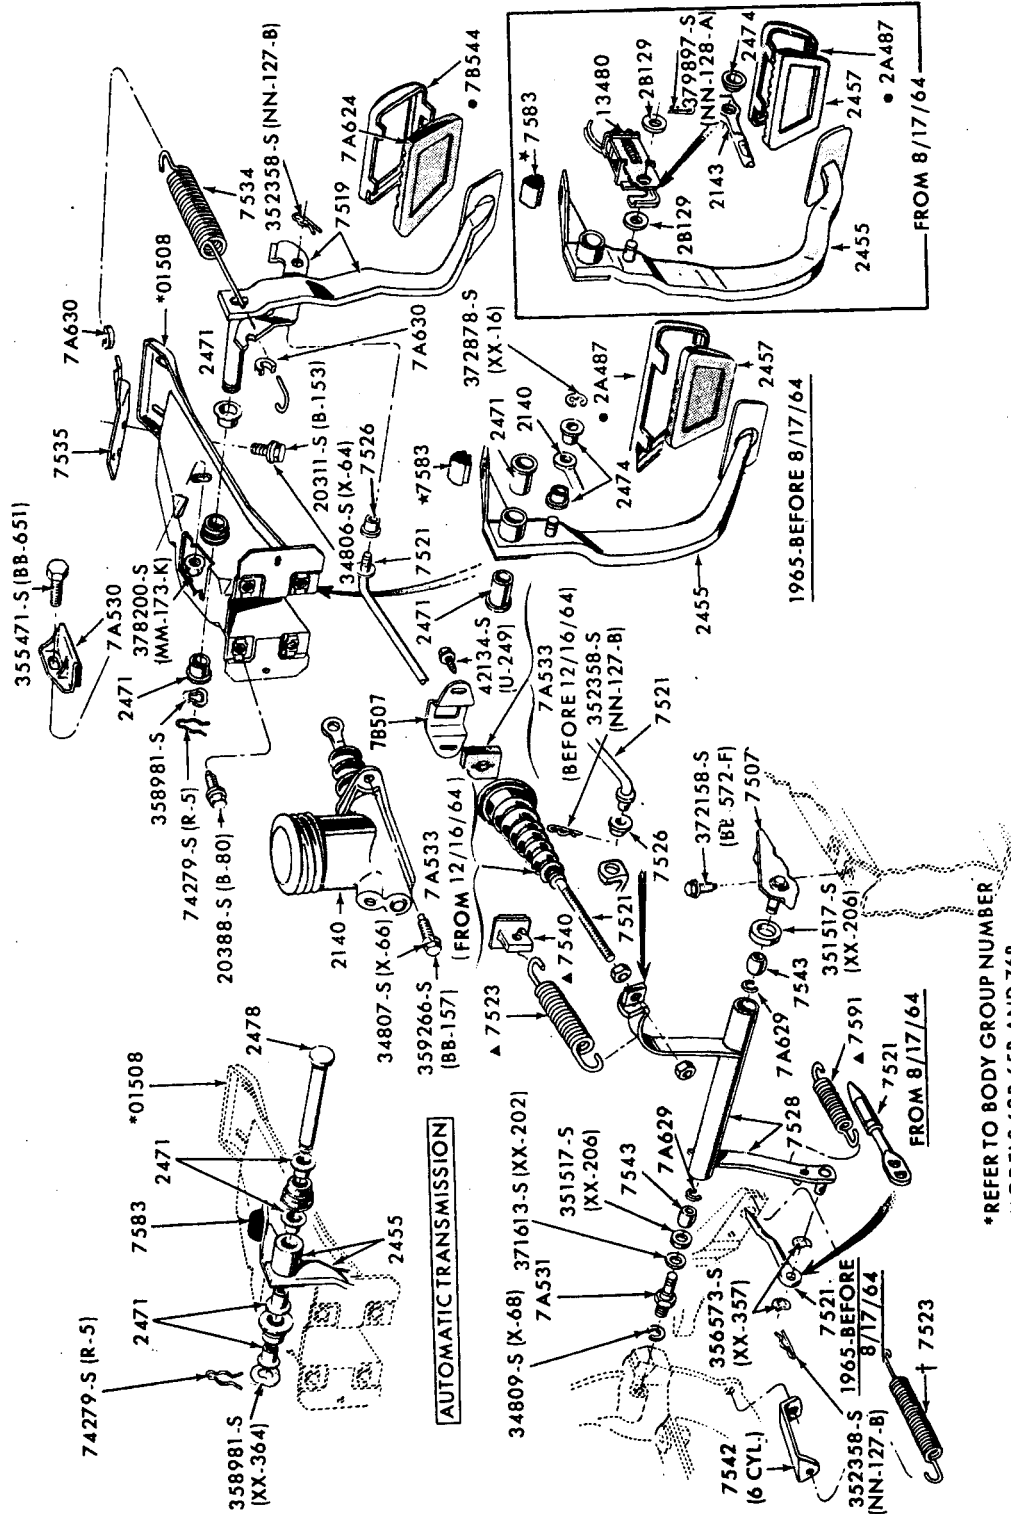 355471-S (BB-651)
7A530
378200-S
(MM-173-K)
2471
358981-S
74279-S (R-5)
20388-S (B-80)
7535
7A630
*01508
2471
7534
352358-S (NN-127-B)
7519
7A624
● 7B544
7A630
20311-S (B-153)
34806-S (X-64)
7526
7521
* 7583
13480
2B129
379897-S
(NN-128-A)
2474
2143
2B129
2457
● 2A487
2455
FROM 8/17/64
*7583
2471
2140
372878-S
(XX-16)
● 2A487
2474
2457
2471
2455
1965-BEFORE 8/17/64
74279-S (R-5)
2471
7583
2471
*01508
2478
358981-S
(XX-364)
2455
AUTOMATIC TRANSMISSION
2140
34807-S (X-66)
359266-S
(BB-157)
7B507
42134-S
(U-249)
7A533
(FROM 12/16/64)
7A533
(BEFORE 12/16/64)
352358-S
(NN-127-B)
7521
▲ 7523
▲ 7540
7521
7526
372158-S
(BB-572-F)
7507
34809-S (X-68)
371613-S (XX-202)
7A531
351517-S
(XX-206)
7543
7A629
7528
7A629
7543
351517-S
(XX-206)
▲ 7591
7521
FROM 8/17/64
356573-S
(XX-357)
7521
1965-BEFORE
8/17/64
7542
(6 CYL.)
352358-S
(NN-127-B)
† 7523
*REFER TO BODY GROUP NUMBER